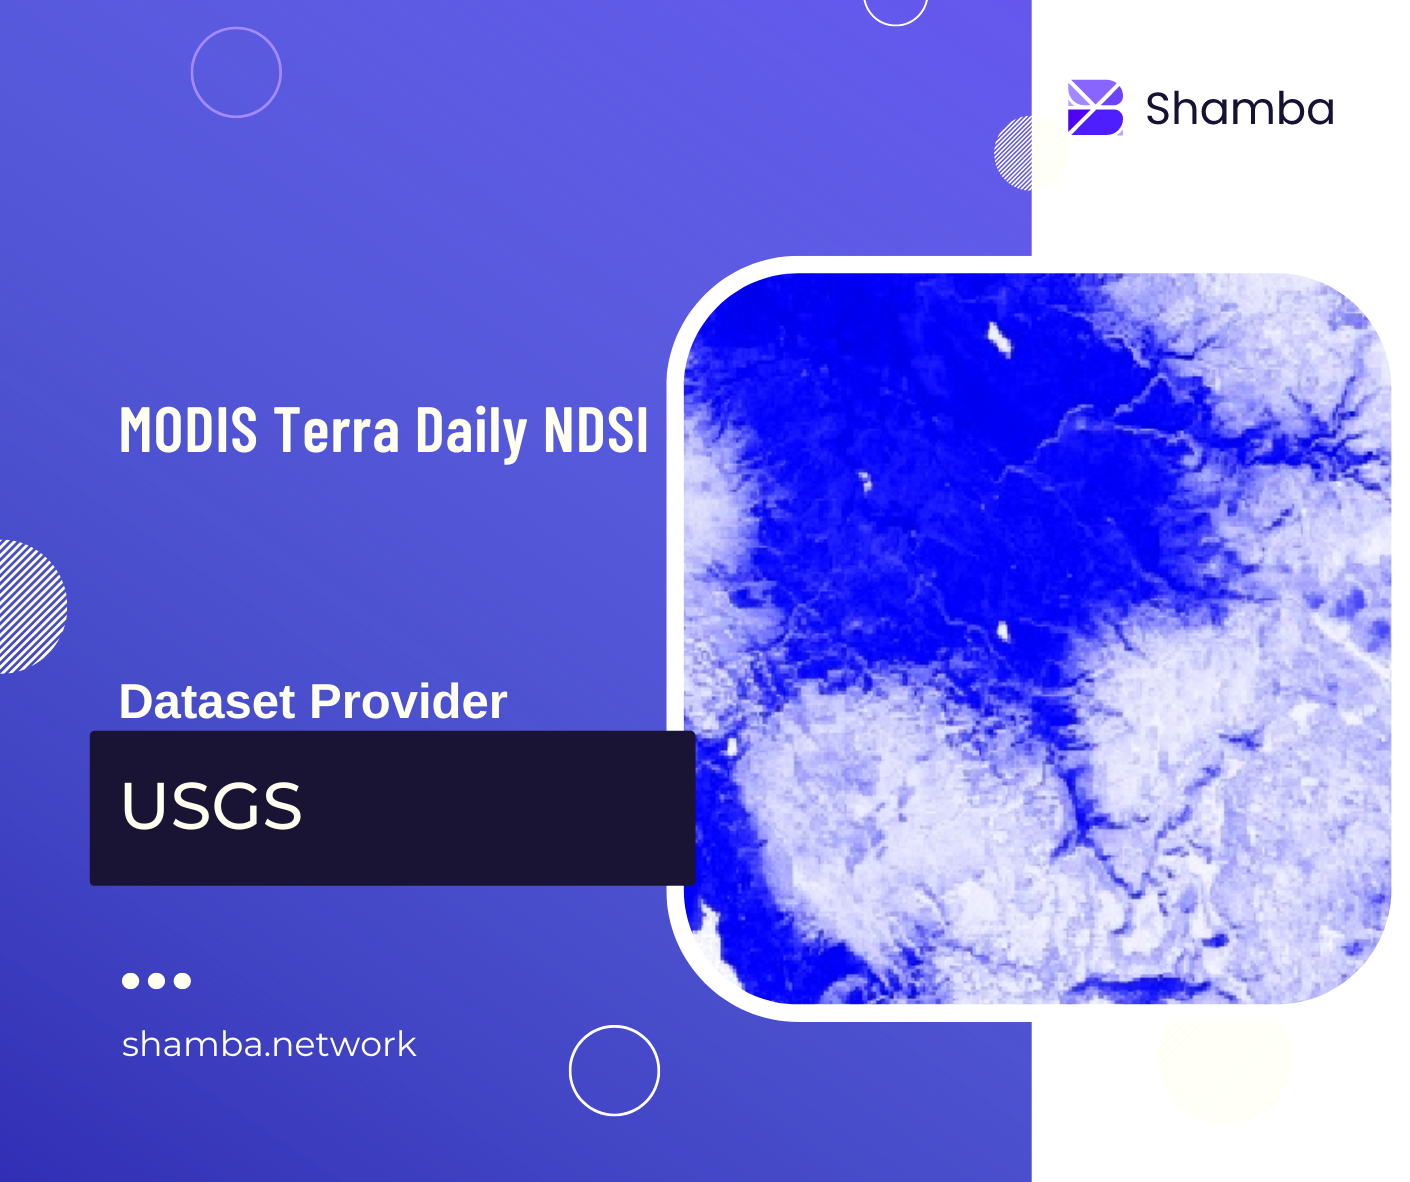 Shamba
MODIS Terra Daily NDSI
Dataset Provider
USGS
shamba.network